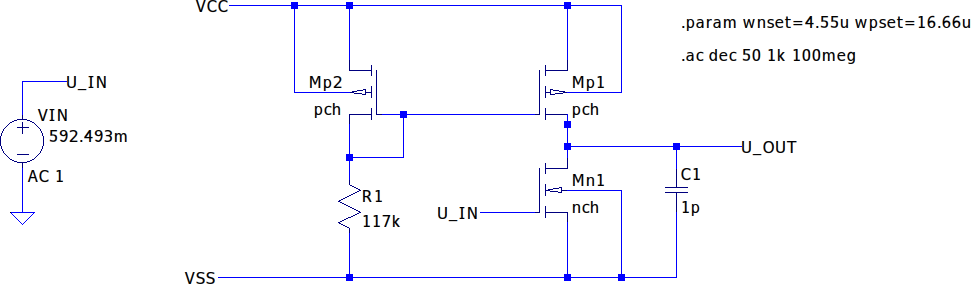 VCC
.param wnset=4.55u wpset=16.66u
.ac dec 50 1k 100meg
U_IN
Mp2
Mp1
pch
pch
VIN
592.493m
U_OUT
AC 1
Mn1
C1
R1
nch
1p
U_IN
117k
VSS